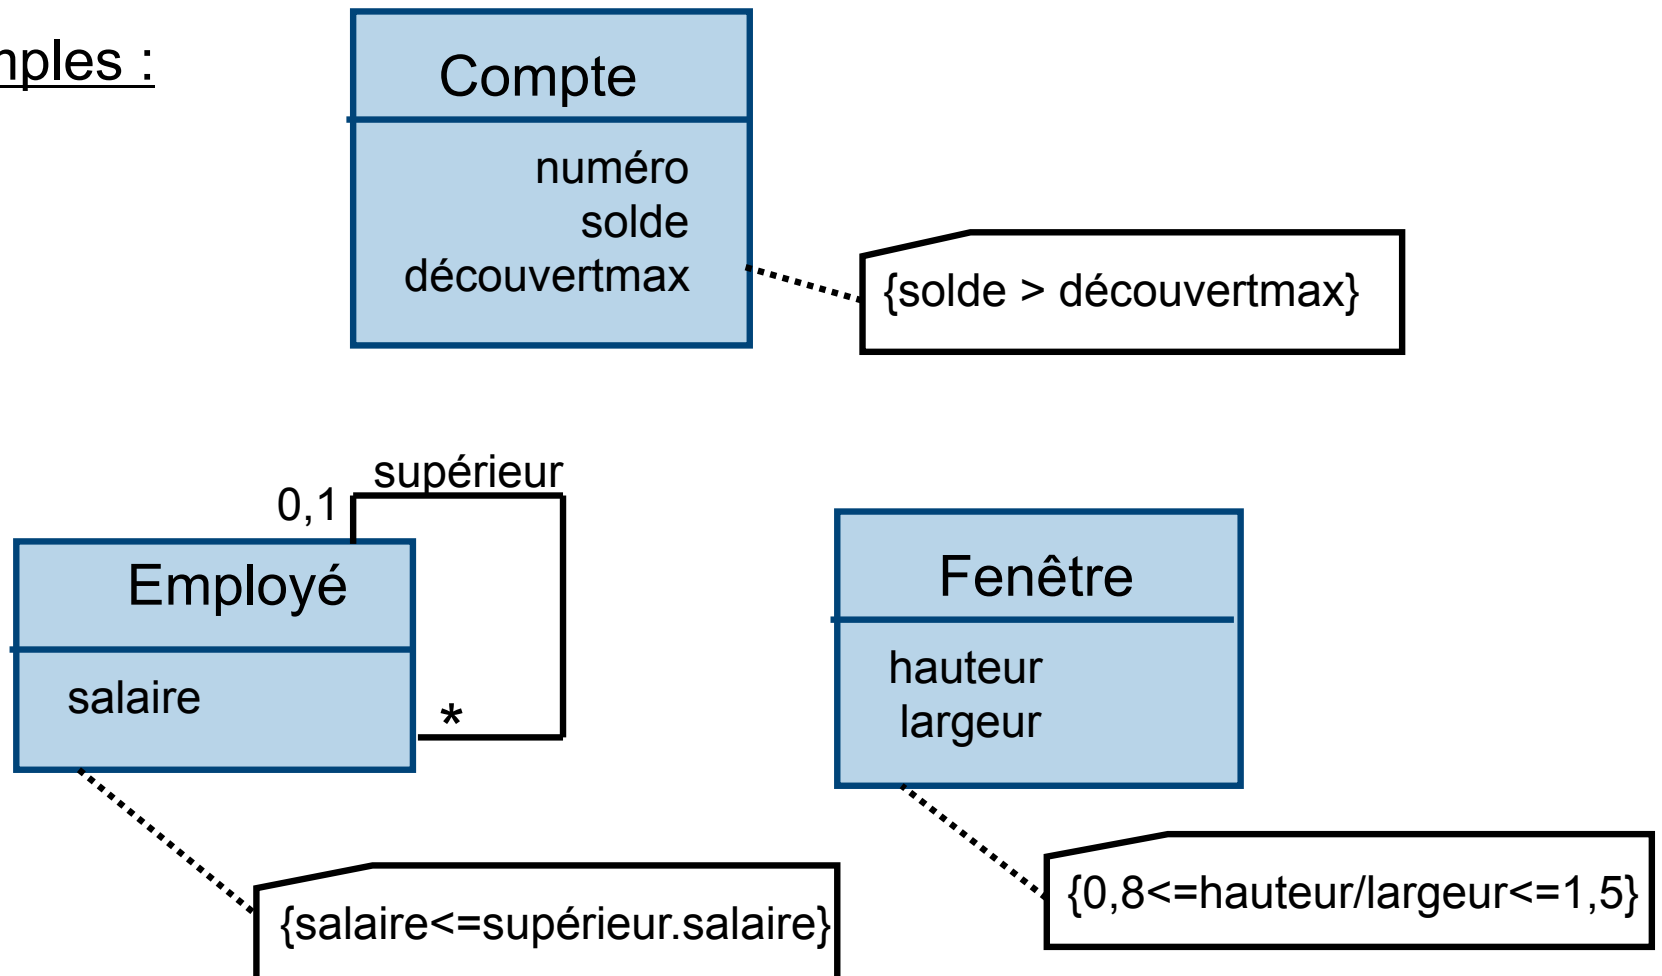 mples :
Compte
numéro
solde
découvertmax
{solde > découvertmax}
supérieur
0,1
Employé
salaire
*
{salaire<=supérieur.salaire}
Fenêtre
hauteur
largeur
{0,8<=hauteur/largeur<=1,5}